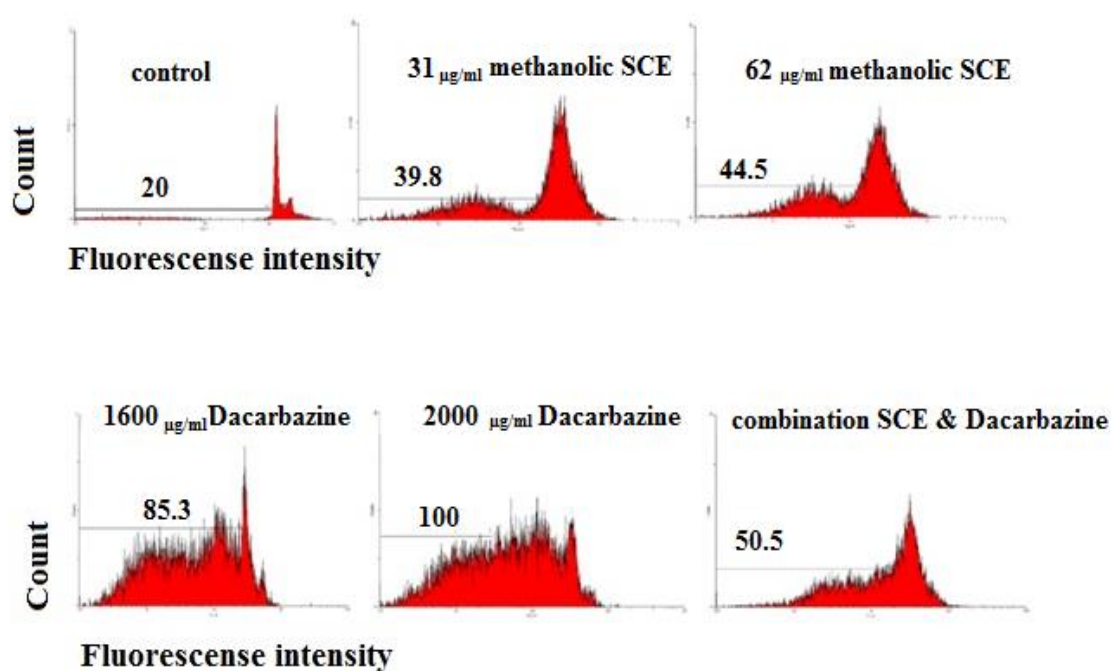 control
31 µg/ml methanolic SCE
62 µg/ml methanolic SCE
20
39.8
44.5
Count
Fluorescense intensity
1600 µg/ml Dacarbazine
2000 µg/ml Dacarbazine
combination SCE & Dacarbazine
85.3
100
50.5
Count
Fluorescense intensity